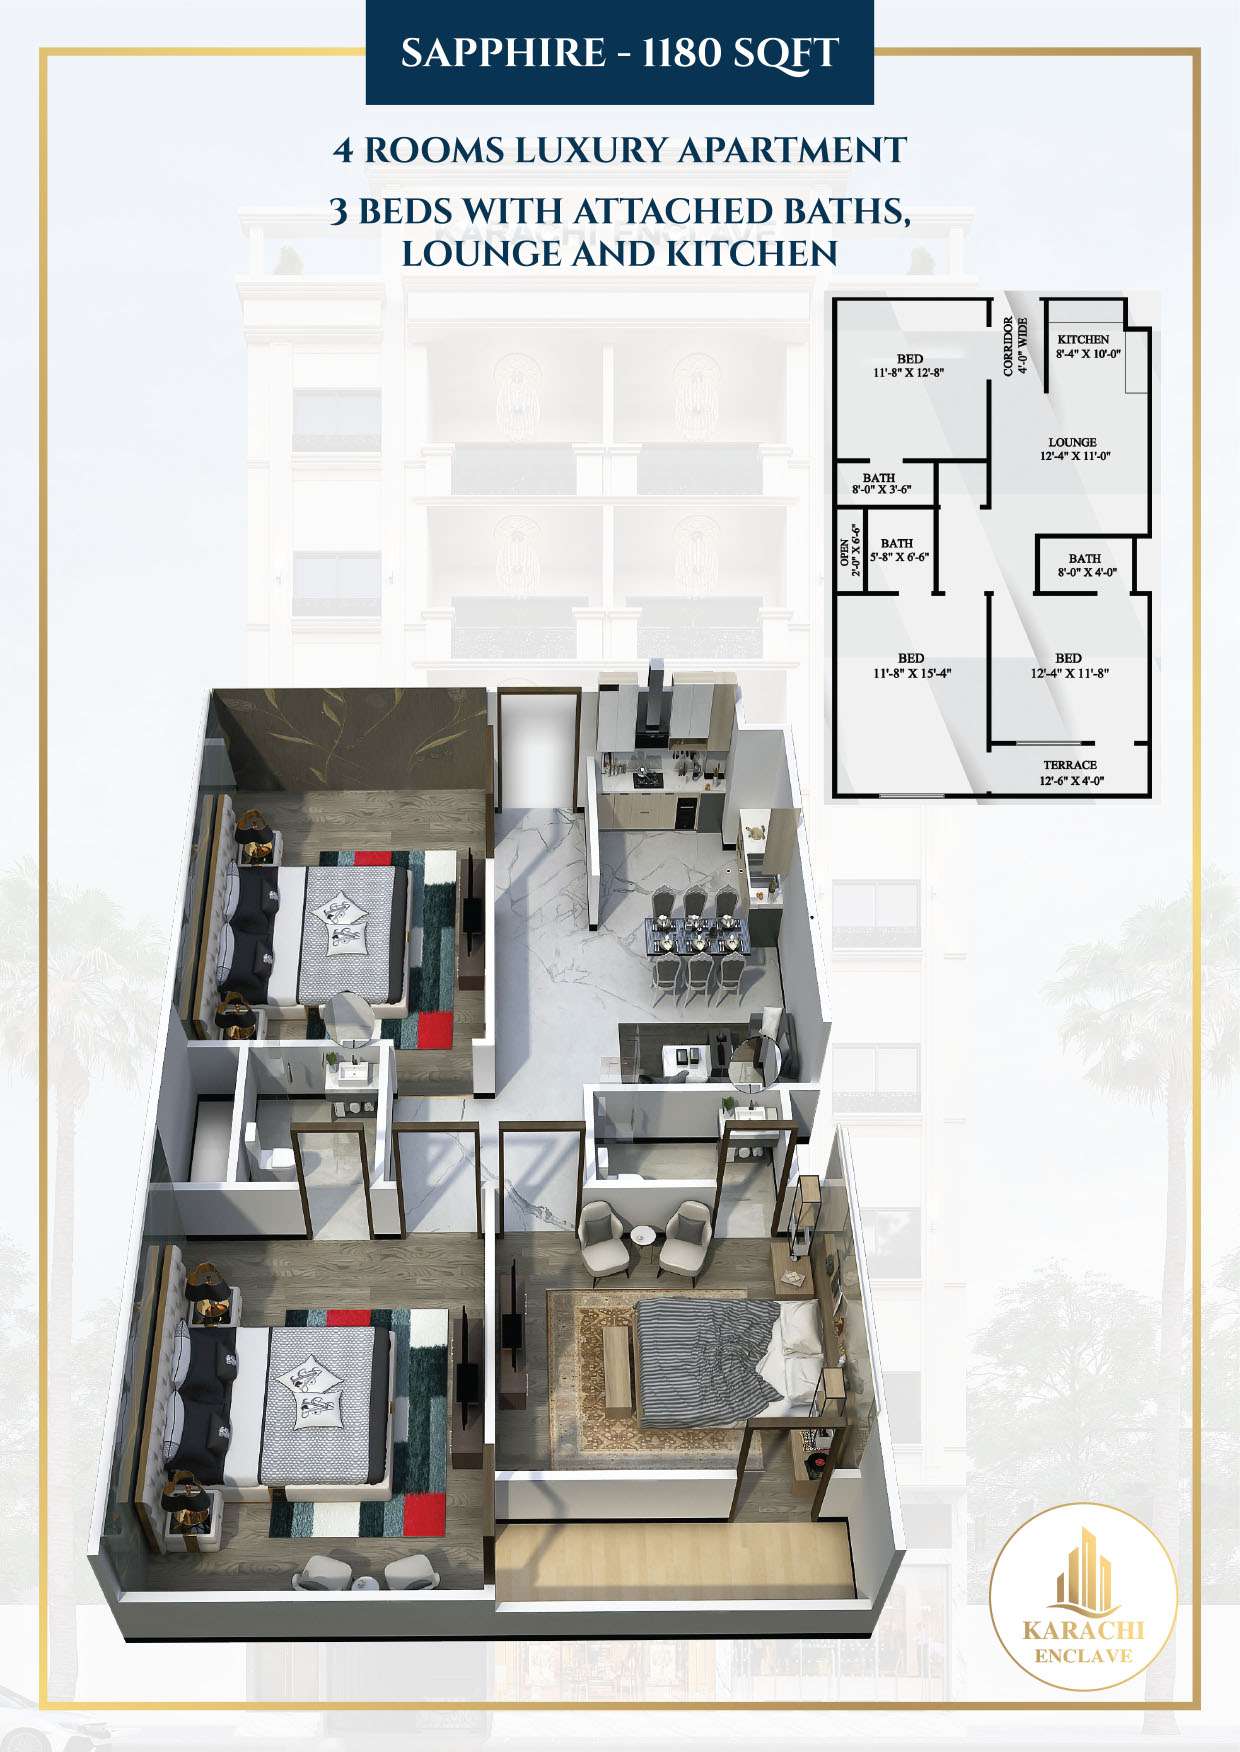 SAPPHIRE - 1180 SQFT
4 ROOMS LUXURY APARTMENT
3 BEDS WITH ATTACHED BATHS,
KARACHI ENCLAVE
LOUNGE AND KITCHEN
BED
11'-8" X 12'-8"
CORRIDOR
4'-0" WIDE
KITCHEN
8'-4" X 10'-0"
LOUNGE
12'-4" X 11'-0"
BATH
8'-0" X 3'-6"
OPEN
2'-0" X 6'-6"
BATH
5'-8" X 6'-6"
BATH
8'-0" X 4'-0"
BED
11'-8" X 15'-4"
BED
12'-4" X 11'-8"
TERRACE
12'-6" X 4'-0"
KARACHI
ENCLAVE